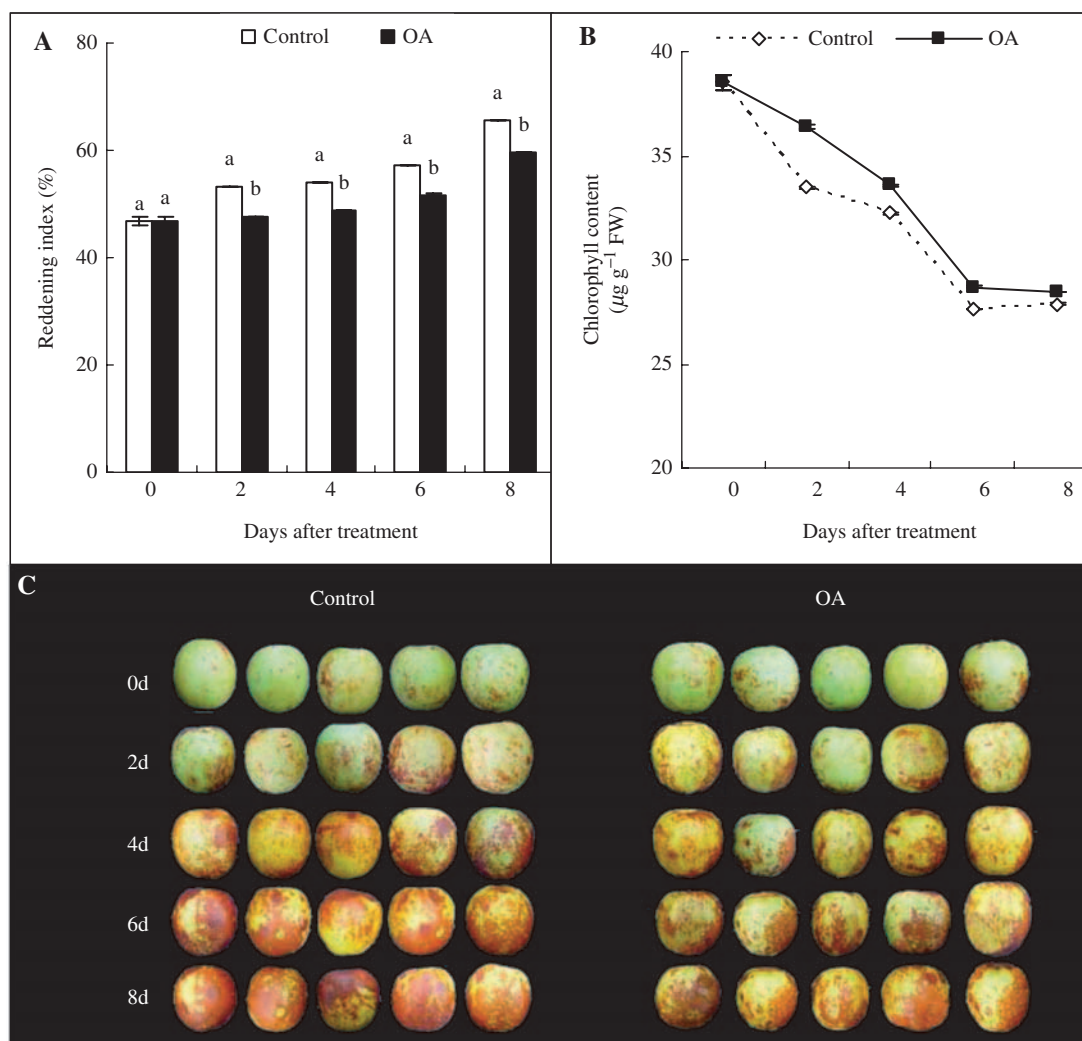 A
Control OA
80
60
40
20
0
Reddening index (%)
a a
a b
a b
a b
a b
0 2 4 6 8
Days after treatment
B
Control OA
40
35
30
25
20
Chlorophyll content
(µg g⁻¹ FW)
0 2 4 6 8
Days after treatment
C
Control OA
0d
2d
4d
6d
8d